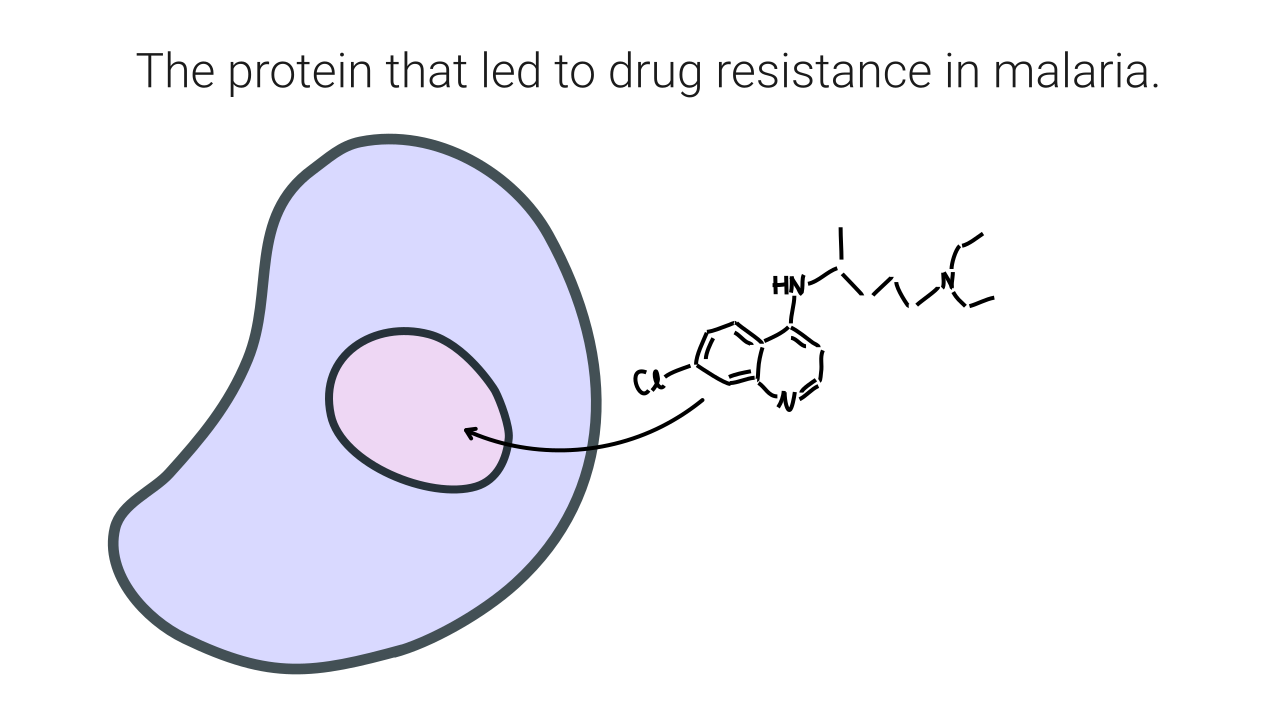 The protein that led to drug resistance in malaria.
HN
N
Cl
N